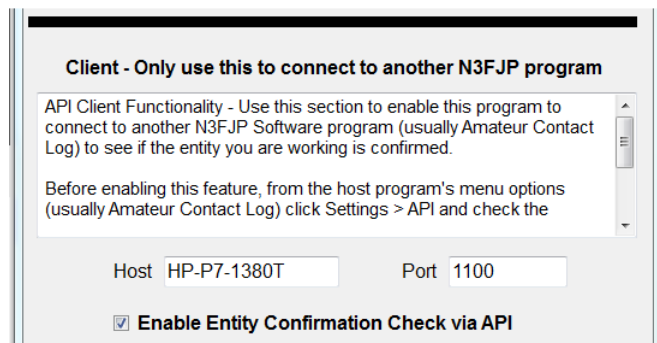 Client - Only use this to connect to another N3FJP program
API Client Functionality - Use this section to enable this program to
connect to another N3FJP Software program (usually Amateur Contact
Log) to see if the entity you are working is confirmed.
Before enabling this feature, from the host program's menu options
(usually Amateur Contact Log) click Settings > API and check the
Host HP-P7-1380T Port 1100
Enable Entity Confirmation Check via API